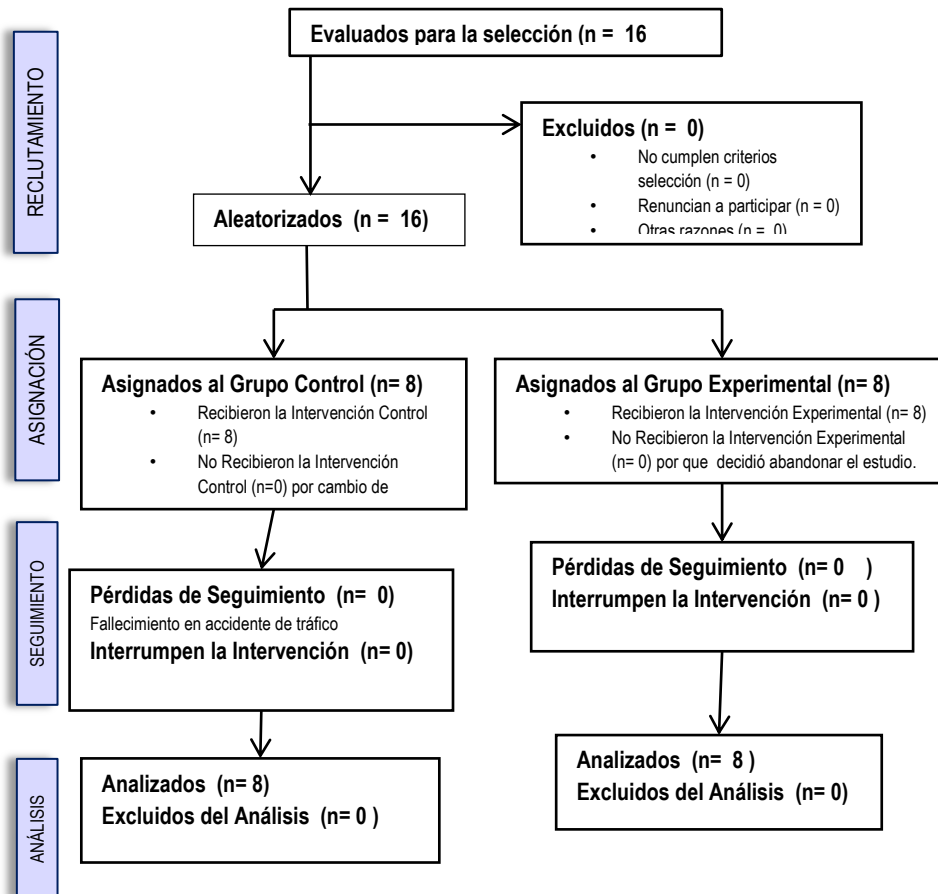 Evaluados para la selección (n = 16
RECLUTAMIENTO
Excluidos (n = 0)
• No cumplen criterios
selección (n = 0)
• Renuncian a participar (n = 0)
• Otras razones (n = 0)
Aleatorizados (n = 16)
ASIGNACIÓN
Asignados al Grupo Control (n= 8)
• Recibieron la Intervención Control
(n= 8)
• No Recibieron la Intervención
Control (n=0) por cambio de
Asignados al Grupo Experimental (n= 8)
• Recibieron la Intervención Experimental (n= 8)
• No Recibieron la Intervención Experimental
(n= 0) por que decidió abandonar el estudio.
SEGUIMIENTO
Pérdidas de Seguimiento (n= 0)
Fallecimiento en accidente de tráfico
Interrumpen la Intervención (n= 0)
Pérdidas de Seguimiento (n= 0 )
Interrumpen la Intervención (n= 0 )
ANÁLISIS
Analizados (n= 8)
Excluidos del Análisis (n= 0 )
Analizados (n= 8 )
Excluidos del Análisis (n= 0)